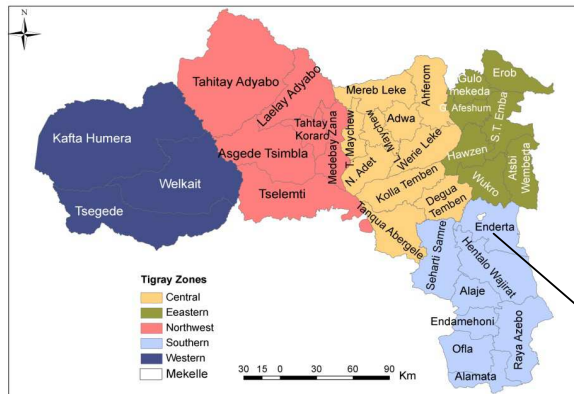 N
Tahitay Adyabo
Laelay Adyabo
Mereb Leke
Ahferom
Gulo
mekeda
Erob
Kafta Humera
Tahtay
Korard
Medebay Zana
T. Maychew
L. Maychew
Adwa
G. Afeshum
S.T. Emba
Asgede Tsimbla
Werie Leke
Hawzen
Atsbi
Wembeda
Welkait
N. Adet
Kolla Temben
Wukro
Tselemti
Degua
Temben
Tsegede
Tanqua Abergele
Enderta
Seharti Samre
Hentalo Wajirat
Alaje
Endamehoni
Raya Azebo
Ofla
Alamata
Tigray Zones
Central
Eeastern
Northwest
Southern
Western
Mekelle
30 15 0 30 60 90
Km